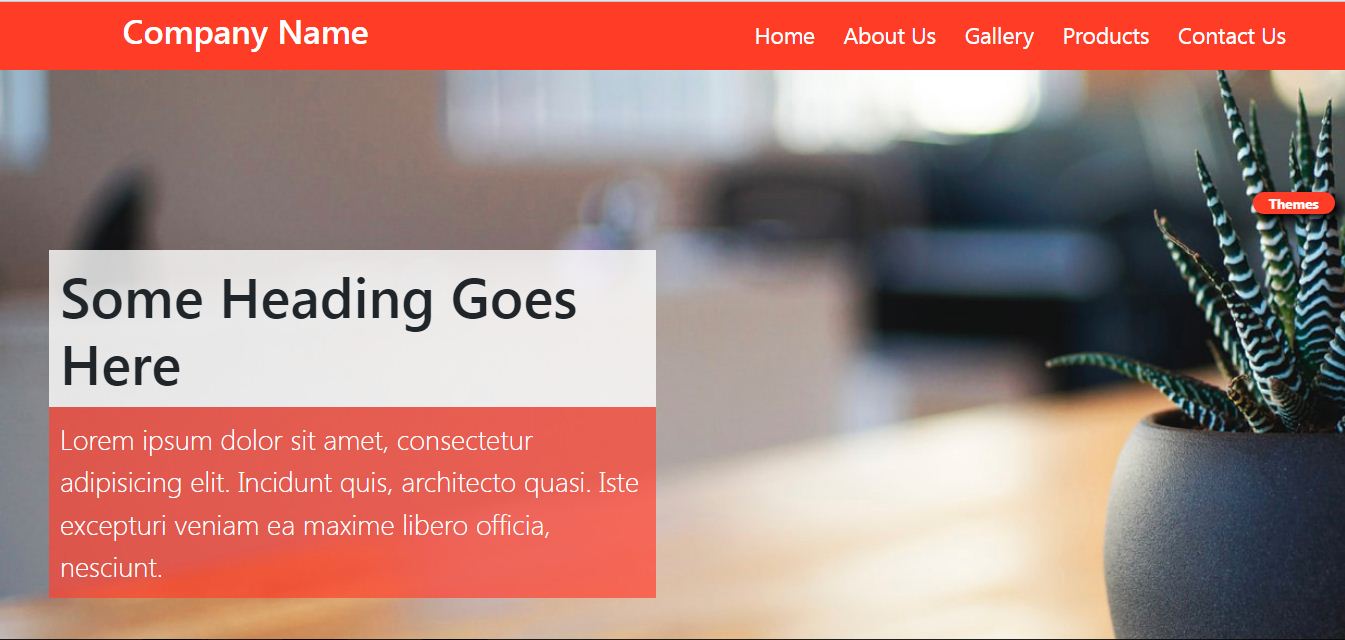 Company Name
Home About Us Gallery Products Contact Us
Themes
Some Heading Goes
Here
Lorem ipsum dolor sit amet, consectetur
adipisicing elit. Incidunt quis, architecto quasi. Iste
excepturi veniam ea maxime libero officia,
nesciunt.